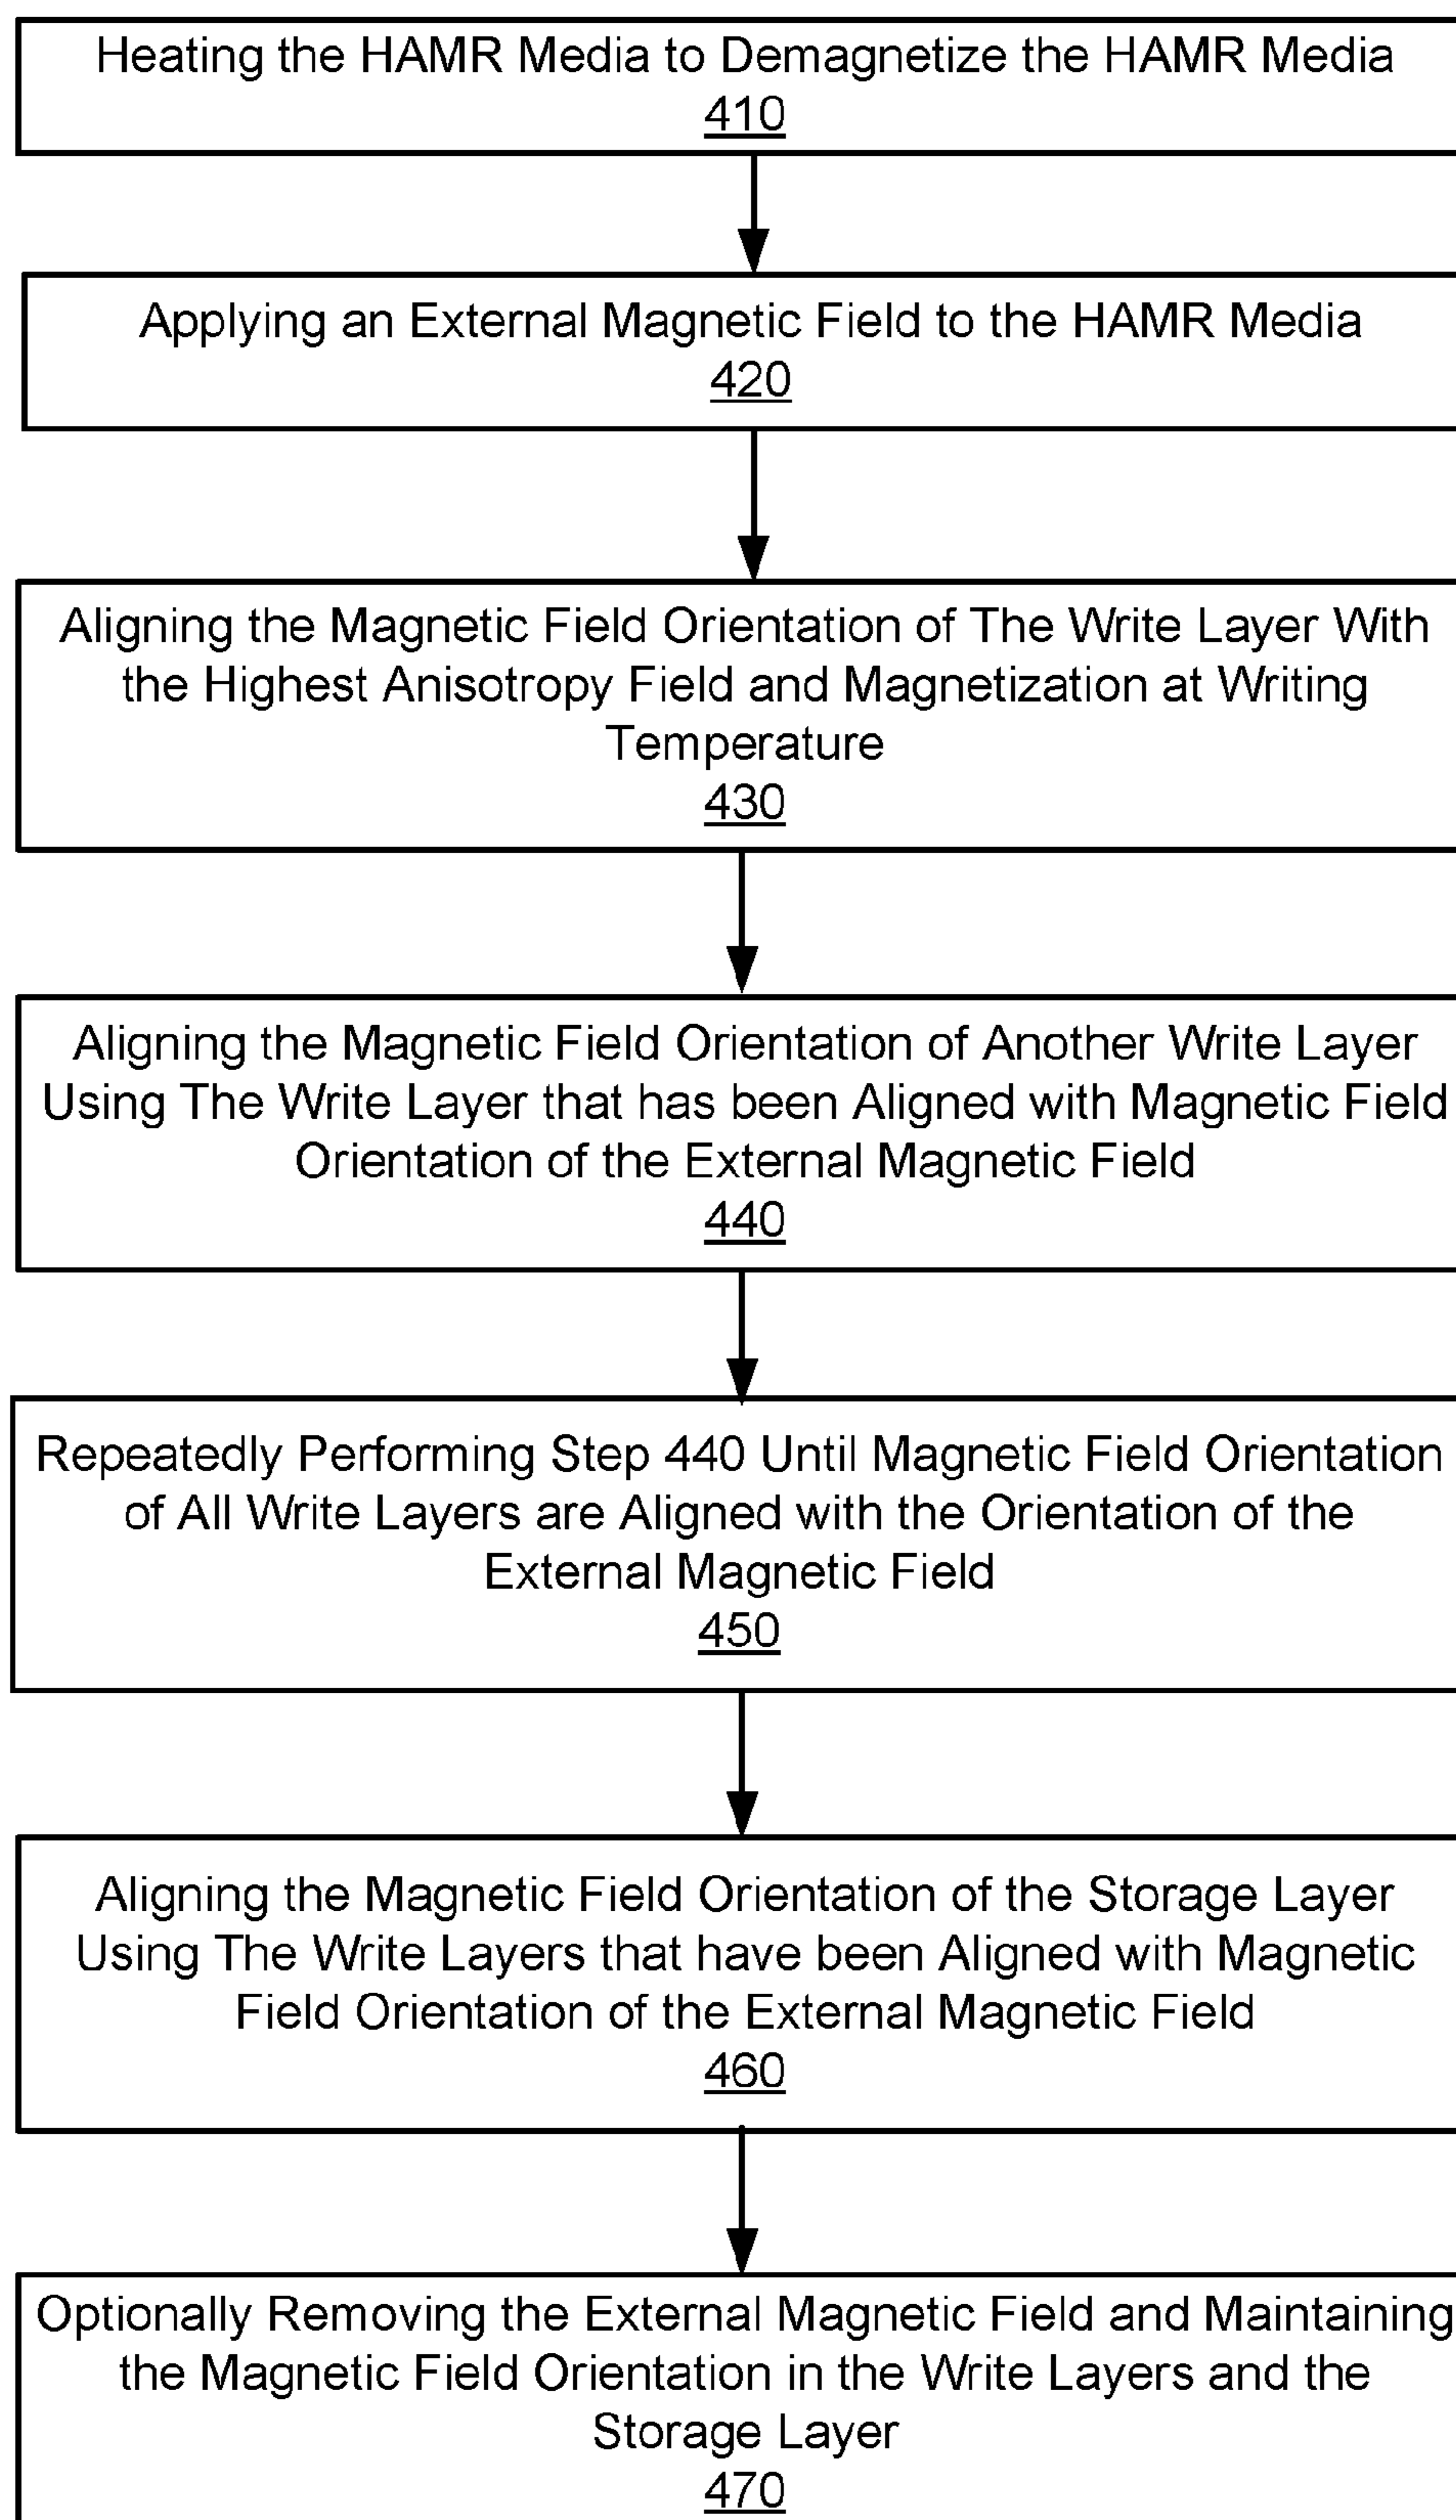 Heating the HAMR Media to Demagnetize the HAMR Media
410
Applying an External Magnetic Field to the HAMR Media
420
Aligning the Magnetic Field Orientation of The Write Layer With
the Highest Anisotropy Field and Magnetization at Writing
Temperature
430
Aligning the Magnetic Field Orientation of Another Write Layer
Using The Write Layer that has been Aligned with Magnetic Field
Orientation of the External Magnetic Field
440
Repeatedly Performing Step 440 Until Magnetic Field Orientation
of All Write Layers are Aligned with the Orientation of the
External Magnetic Field
450
Aligning the Magnetic Field Orientation of the Storage Layer
Using The Write Layers that have been Aligned with Magnetic
Field Orientation of the External Magnetic Field
460
Optionally Removing the External Magnetic Field and Maintaining
the Magnetic Field Orientation in the Write Layers and the
Storage Layer
470